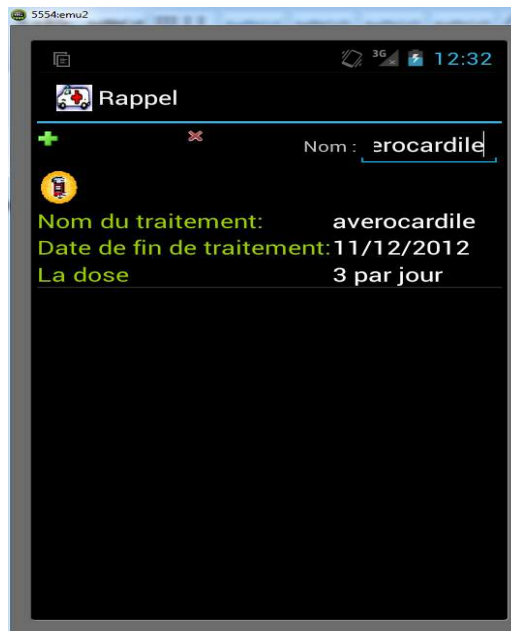 5554:emu2
3G 12:32
Rappel
Nom : erocardile
Nom du traitement: averocardile
Date de fin de traitement: 11/12/2012
La dose 3 par jour